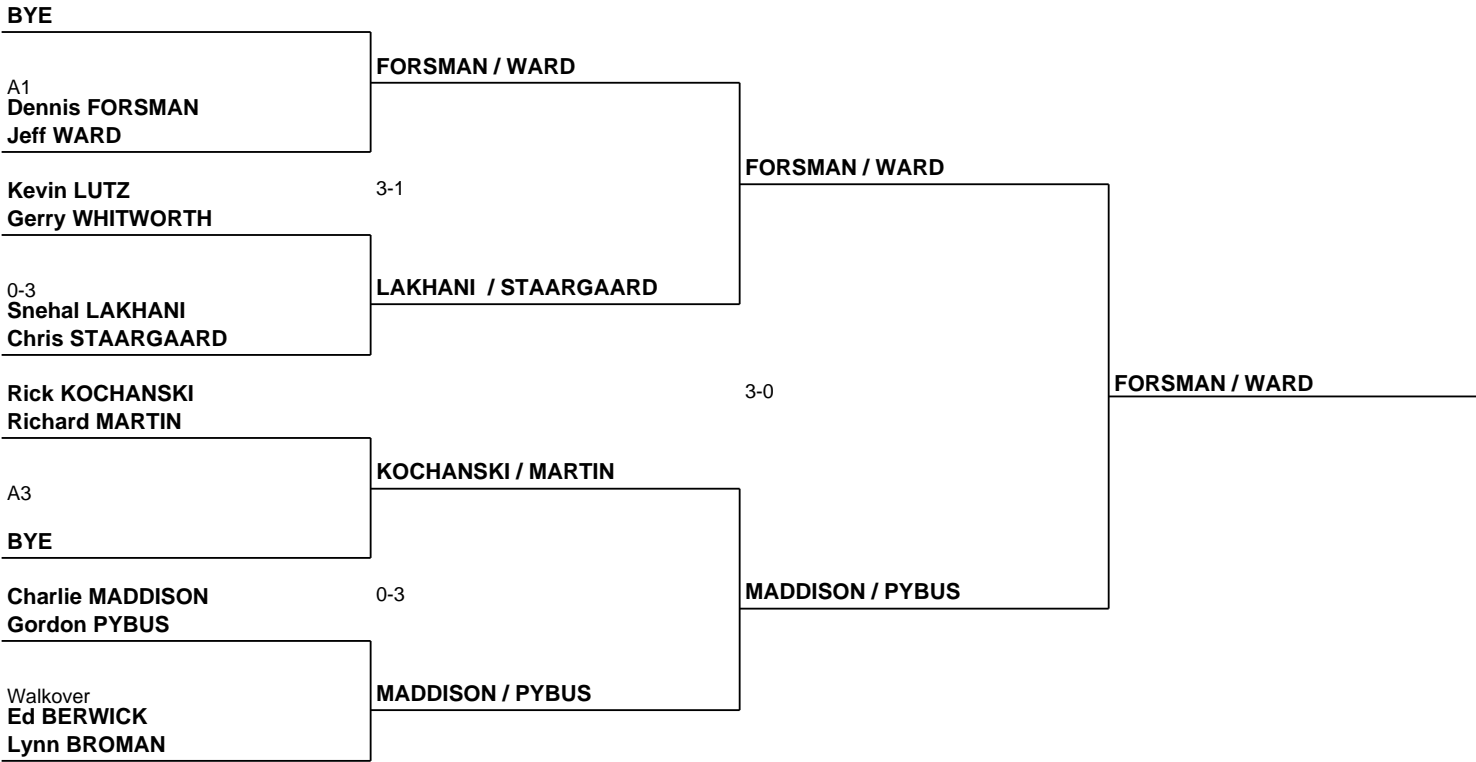 BYE
FORSMAN / WARD
A1
Dennis FORSMAN
Jeff WARD
FORSMAN / WARD
Kevin LUTZ
3-1
Gerry WHITWORTH
LAKHANI / STAARGAARD
0-3
Snehal LAKHANI
Chris STAARGAARD
FORSMAN / WARD
Rick KOCHANSKI
3-0
Richard MARTIN
KOCHANSKI / MARTIN
A3
BYE
MADDISON / PYBUS
Charlie MADDISON
0-3
Gordon PYBUS
MADDISON / PYBUS
Walkover
Ed BERWICK
Lynn BROMAN